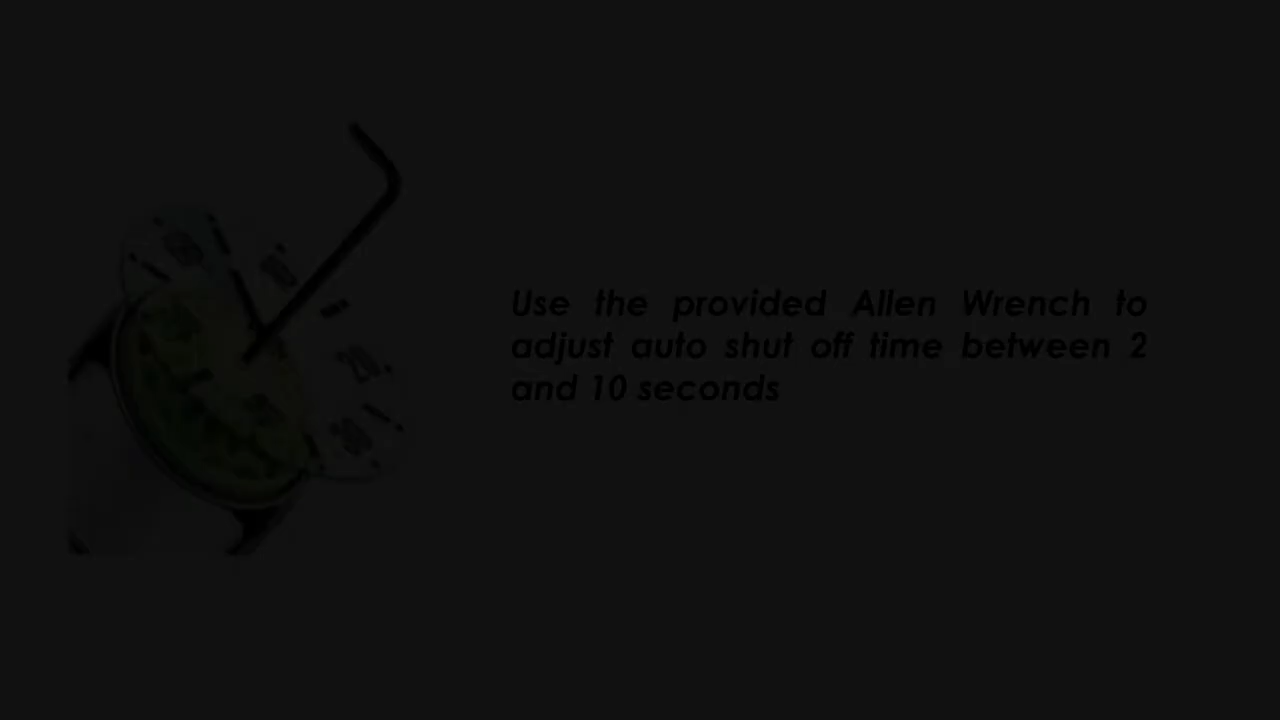 Use the provided Allen Wrench to
adjust auto shut off time between 2
and 10 seconds